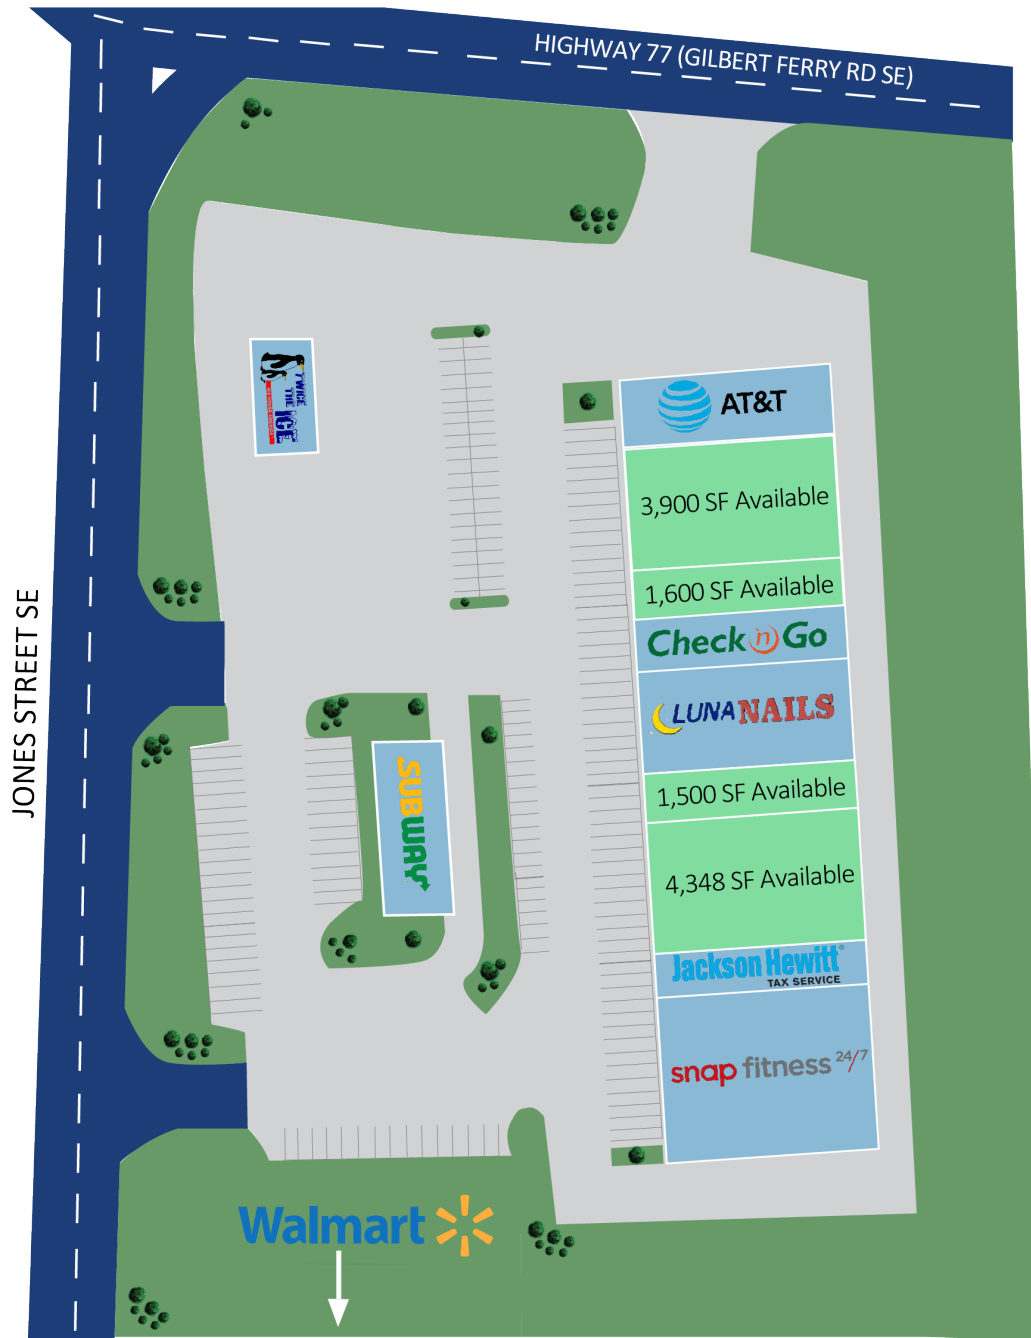 HIGHWAY 77 (GILBERT FERRY RD SE)
JONES STREET SE
TWICE
THE
ICE
AT&T
3,900 SF Available
1,600 SF Available
Check 'n Go
LUNA NAILS
SUBWAY
1,500 SF Available
4,348 SF Available
Jackson Hewitt®
TAX SERVICE
snap fitness 24/7
Walmart